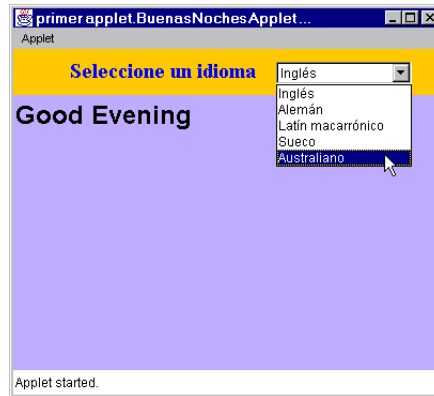 primerapplet.BuenasNochesApplet...
Applet
Seleccione un idioma
Inglés
Inglés
Alemán
Latín macarrónico
Sueco
Australiano
Good Evening
Applet started.